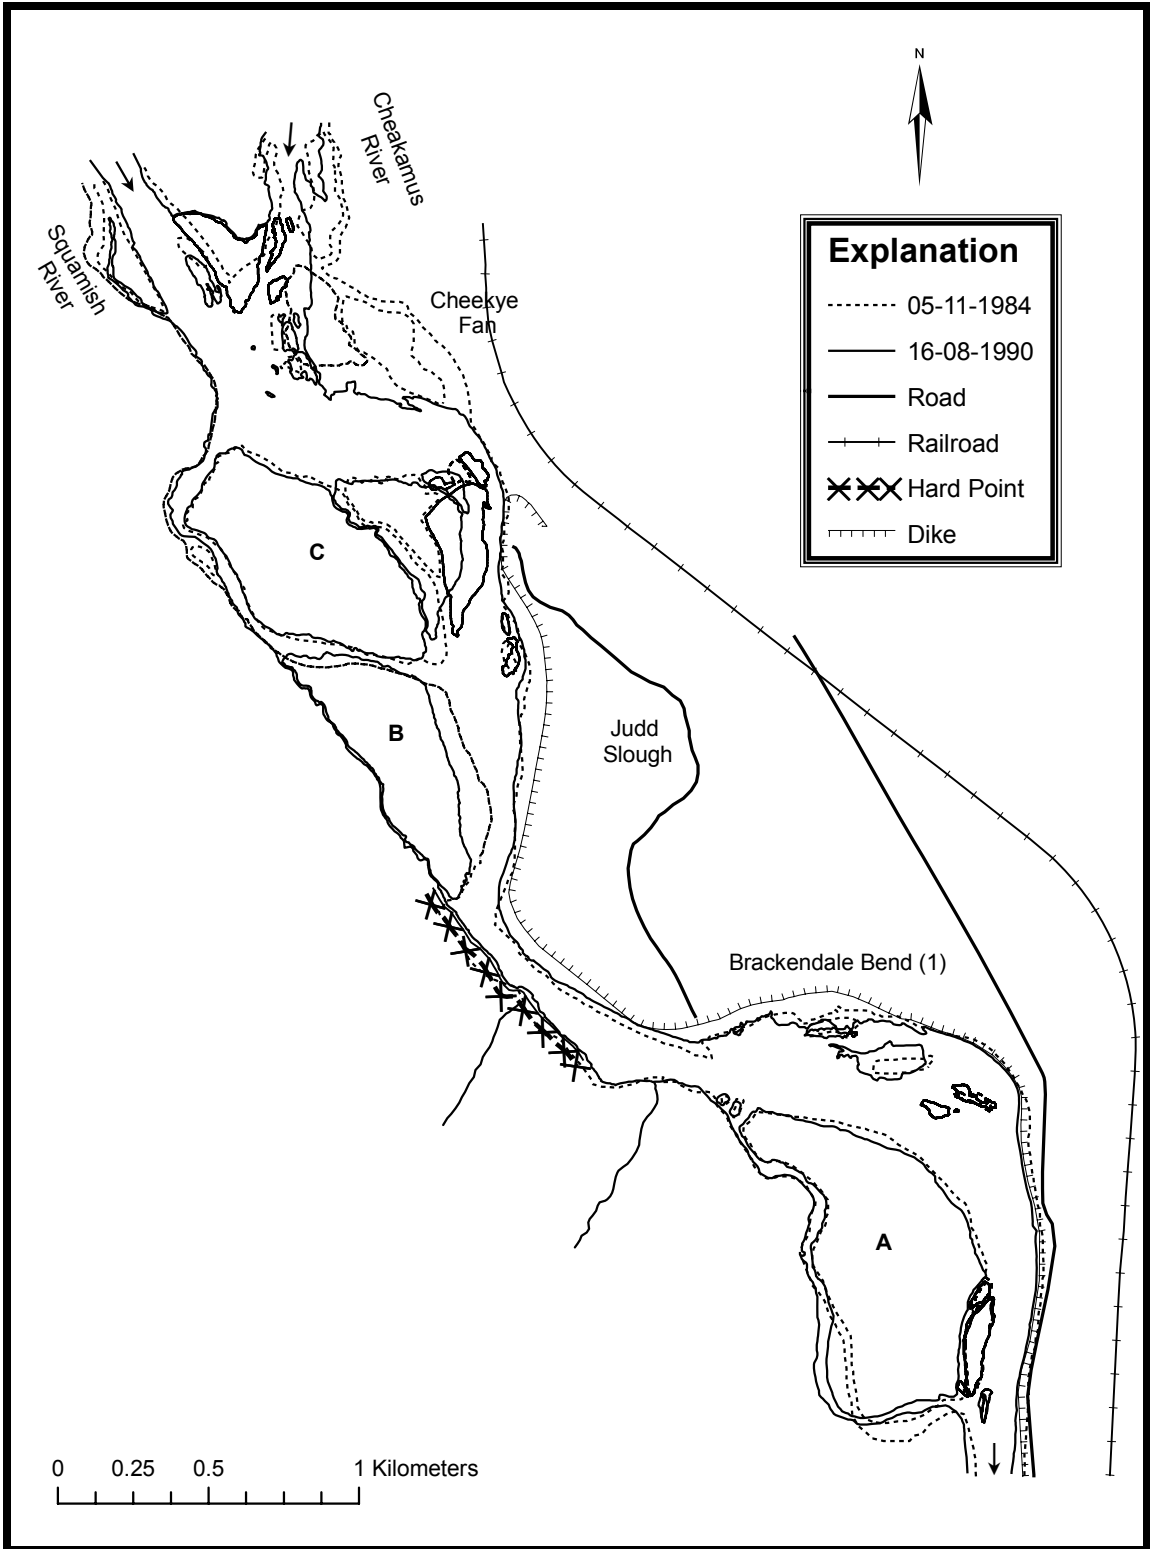 N
Cheakamus
River
Squamish
River
Cheekye
Fan
Explanation
05-11-1984
16-08-1990
Road
Railroad
Hard Point
Dike
C
B
Judd
Slough
Brackendale Bend (1)
A
0 0.25 0.5 1 Kilometers